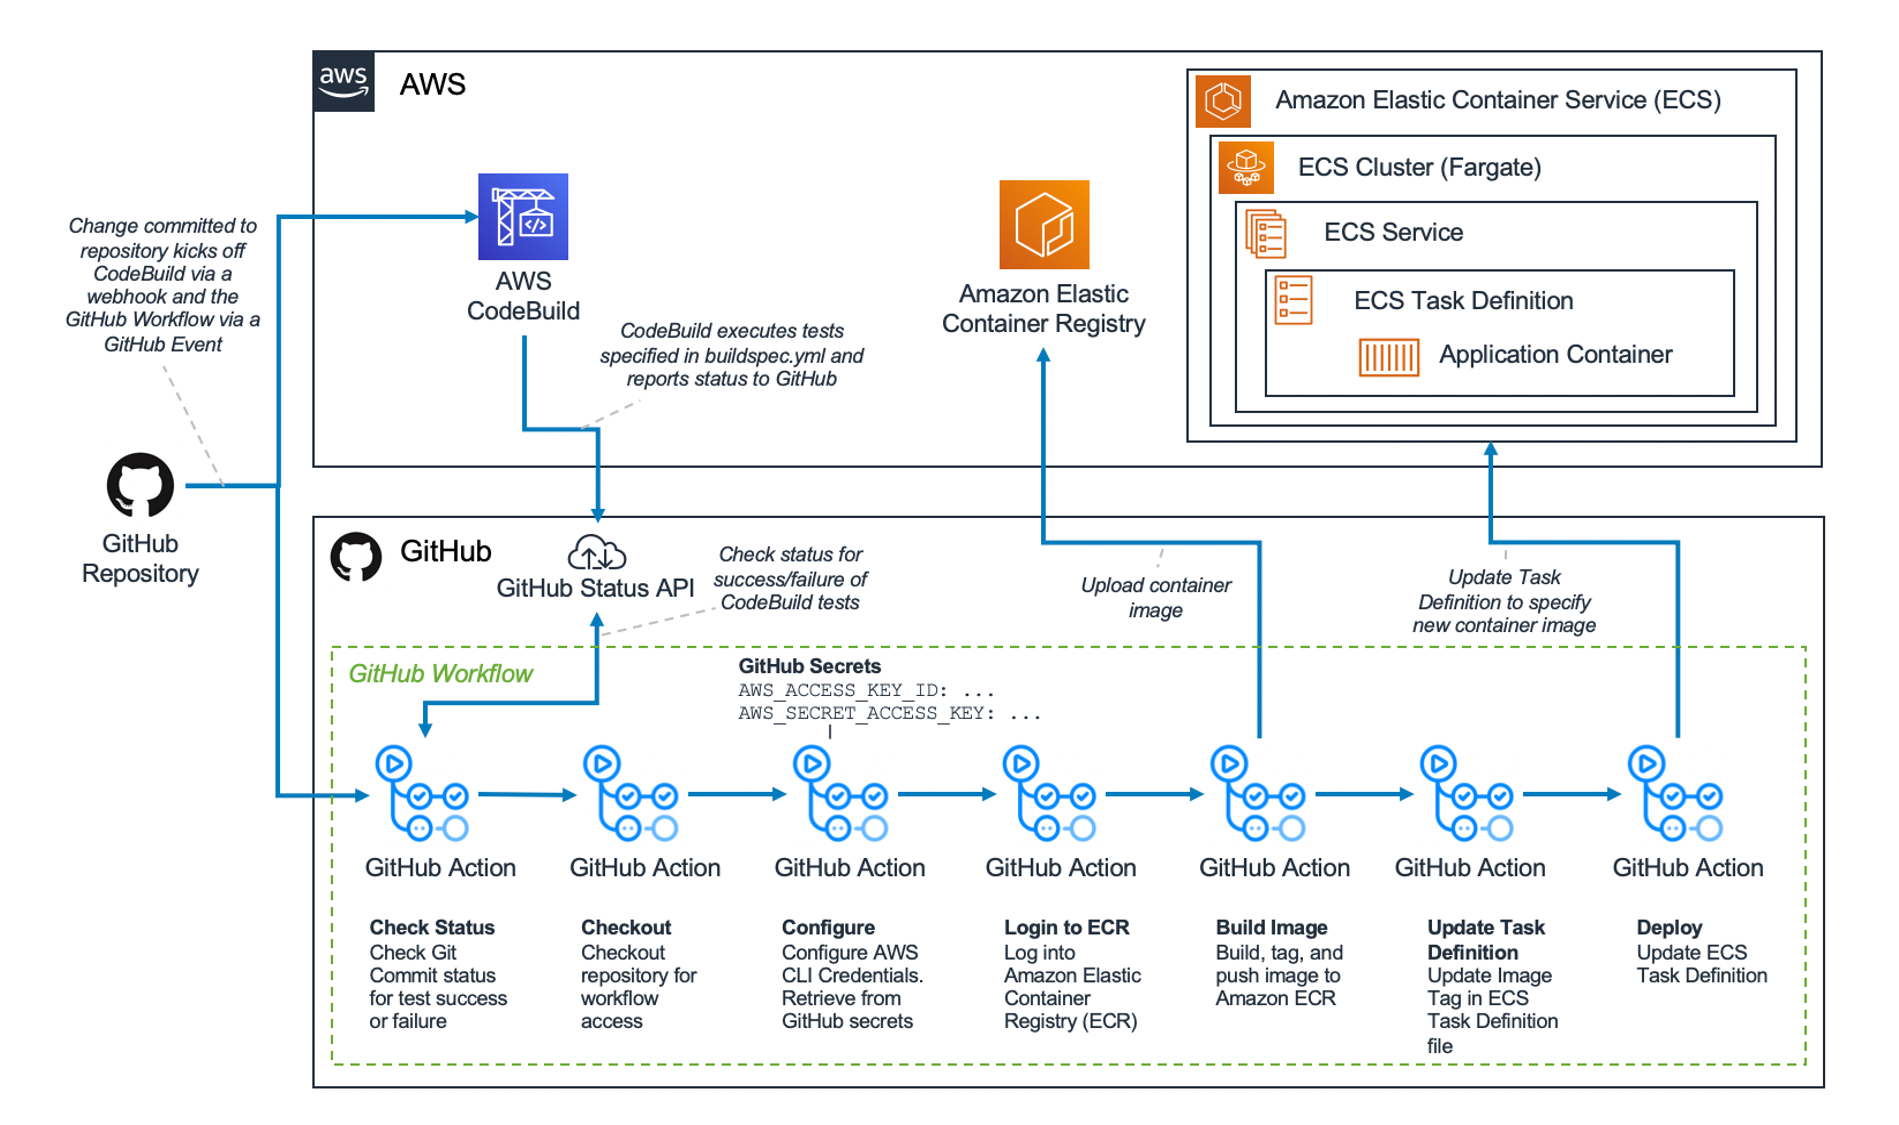 aws
AWS
Amazon Elastic Container Service (ECS)
ECS Cluster (Fargate)
ECS Service
ECS Task Definition
Application Container
Change committed to
repository kicks off
CodeBuild via a
webhook and the
GitHub Workflow via a
GitHub Event
AWS
CodeBuild
CodeBuild executes tests
specified in buildspec.yml and
reports status to GitHub
Amazon Elastic
Container Registry
GitHub
Repository
GitHub
GitHub Status API
Check status for
success/failure of
CodeBuild tests
Upload container
image
Update Task
Definition to specify
new container image
GitHub Workflow
GitHub Secrets
AWS_ACCESS_KEY_ID: ...
AWS_SECRET_ACCESS_KEY: ...
GitHub Action
GitHub Action
GitHub Action
GitHub Action
GitHub Action
GitHub Action
GitHub Action
Check Status
Check Git
Commit status
for test success
or failure
Checkout
Checkout
repository for
workflow
access
Configure
Configure AWS
CLI Credentials.
Retrieve from
GitHub secrets
Login to ECR
Log into
Amazon Elastic
Container
Registry (ECR)
Build Image
Build, tag, and
push image to
Amazon ECR
Update Task
Definition
Update Image
Tag in ECS
Task Definition
file
Deploy
Update ECS
Task Definition